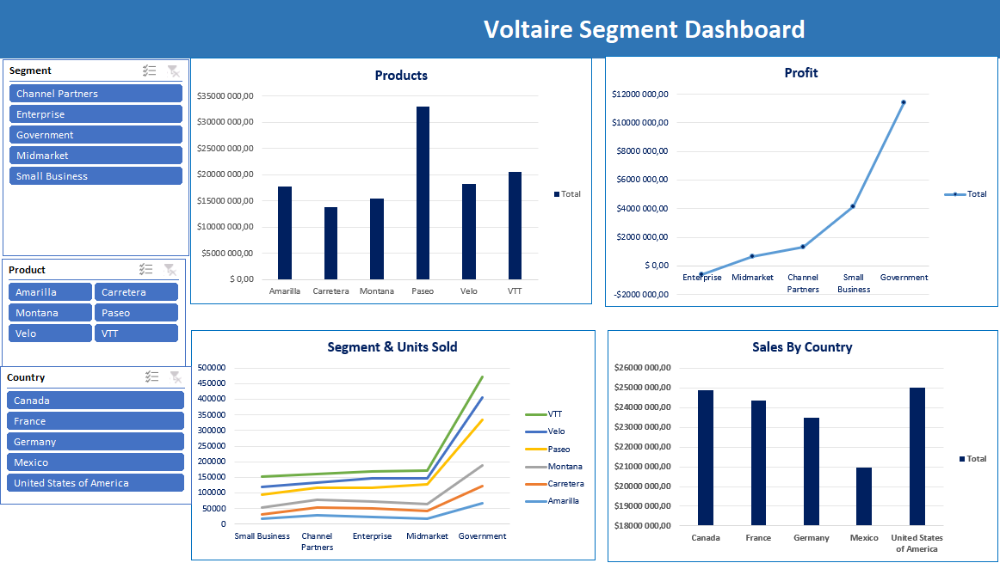 Voltaire Segment Dashboard
Segment
Channel Partners
Enterprise
Government
Midmarket
Small Business
Product
Amarilla
Carretera
Montana
Paseo
Velo
VTT
Country
Canada
France
Germany
Mexico
United States of America
Products
$35000 000,00
$30000 000,00
$25000 000,00
$20000 000,00
$15000 000,00
$10000 000,00
$5000 000,00
$ 0,00
Amarilla
Carretera
Montana
Paseo
Velo
VTT
Total
Profit
$12000 000,00
$10000 000,00
$8000 000,00
$6000 000,00
$4000 000,00
$2000 000,00
$ 0,00
-$2000 000,00
Enterprise
Midmarket
Channel
Partners
Small
Business
Government
Total
Segment & Units Sold
500000
450000
400000
350000
300000
250000
200000
150000
100000
50000
0
Small Business
Channel
Partners
Enterprise
Midmarket
Government
VTT
Velo
Paseo
Montana
Carretera
Amarilla
Sales By Country
$26000 000,00
$25000 000,00
$24000 000,00
$23000 000,00
$22000 000,00
$21000 000,00
$20000 000,00
$19000 000,00
$18000 000,00
Canada
France
Germany
Mexico
United States
of America
Total